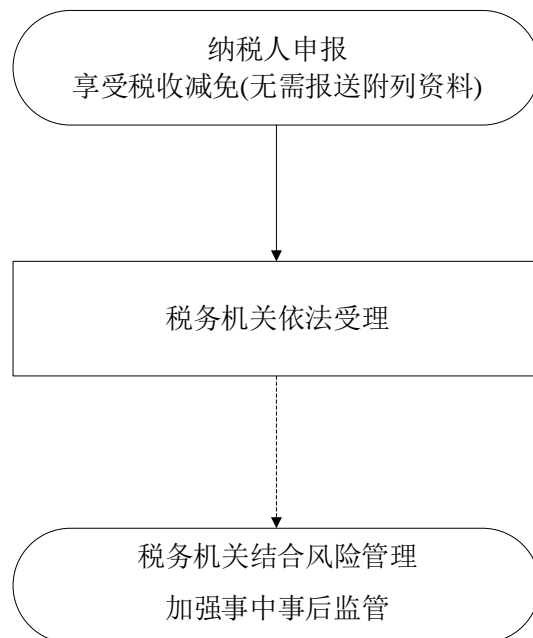 纳税人申报
享受税收减免(无需报送附列资料)
税务机关依法受理
税务机关结合风险管理
加强事中事后监管